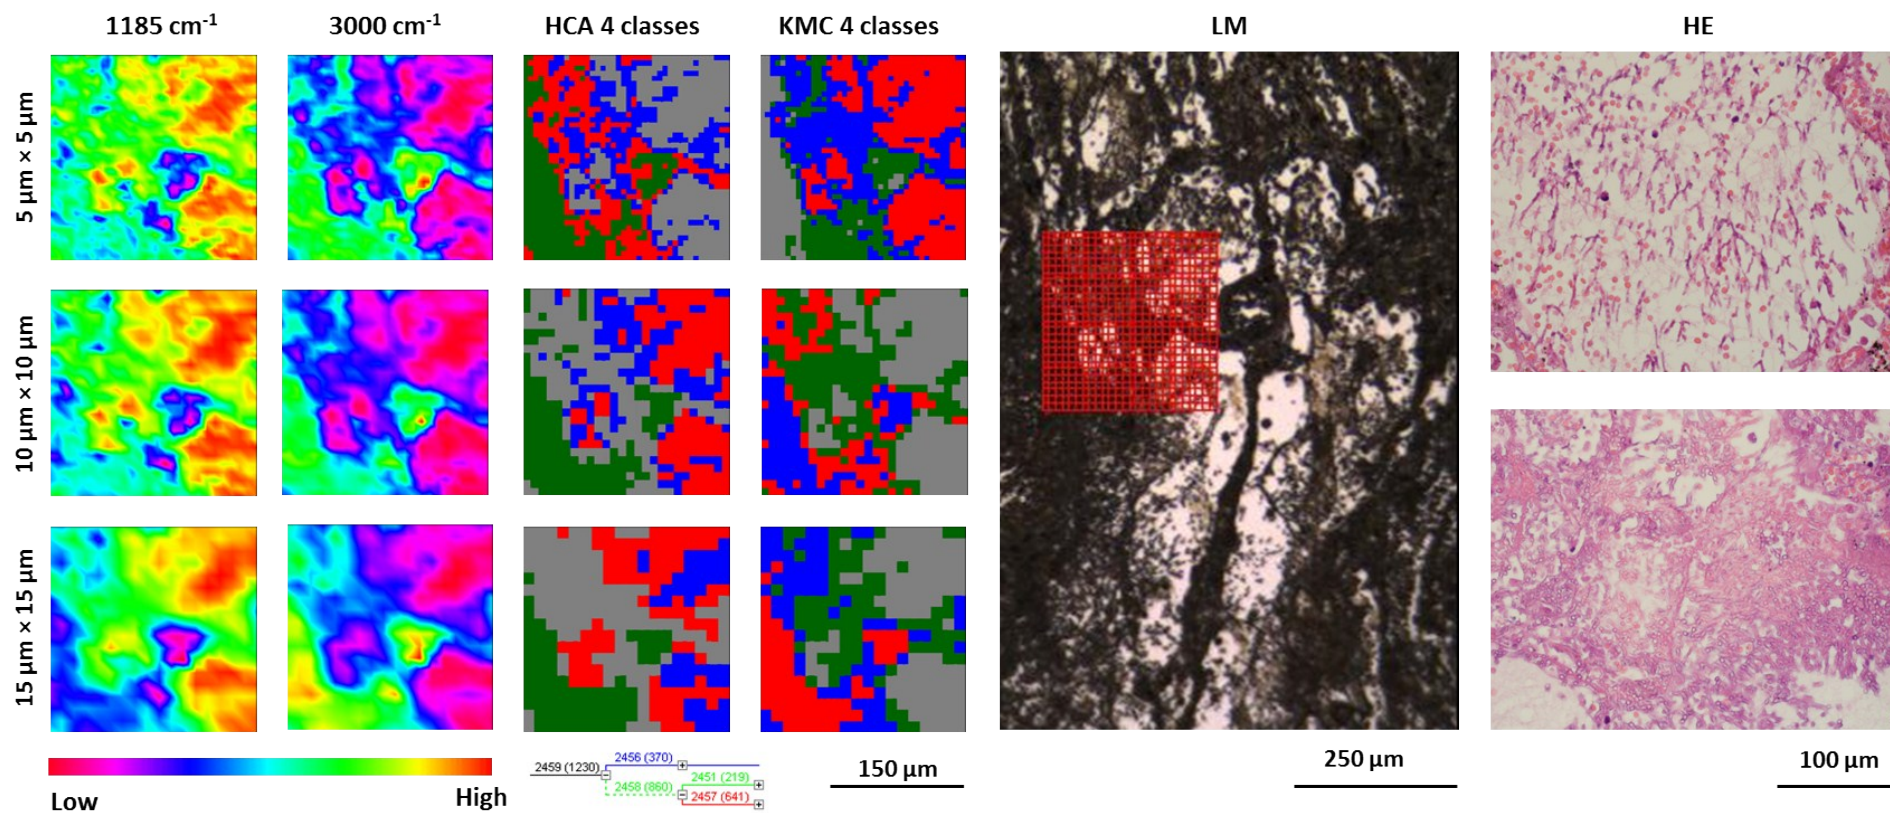 1185 cm-1 3000 cm-1 HCA 4 classes KMC 4 classes LM HE
5 µm × 5 µm
10 µm × 10 µm
15 µm × 15 µm
Low High
2459 (1230)
2456 (370)
2458 (860)
2451 (219)
2457 (641)
150 µm
250 µm
100 µm